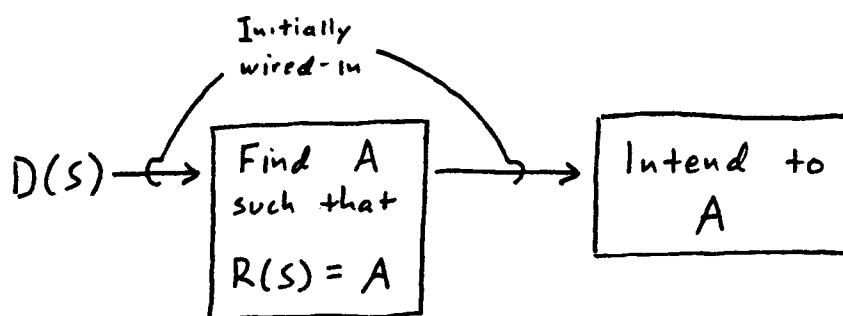 Initially
wired-in
D(s)
Find A
such that
R(s) = A
Intend to
A